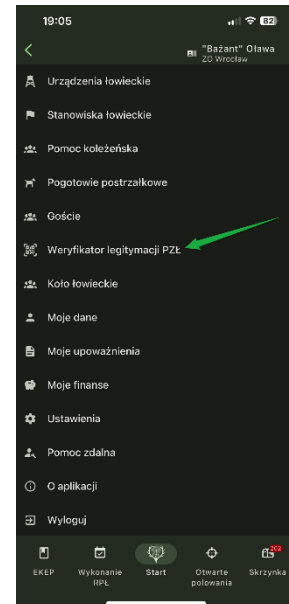 19:05
82
"Bażant" Oława
ZO Wrocław
Urządzenia łowieckie
Stanowiska łowieckie
Pomoc koleżeńska
Pogotowie postrzałkowe
Goście
Weryfikator legitymacji PZŁ
Koło łowieckie
Moje dane
Moje upoważnienia
Moje finanse
Ustawienia
Pomoc zdalna
O aplikacji
Wyloguj
202
EKEP Wykonanie Start Otwarte Skrzynka
RPŁ polowania